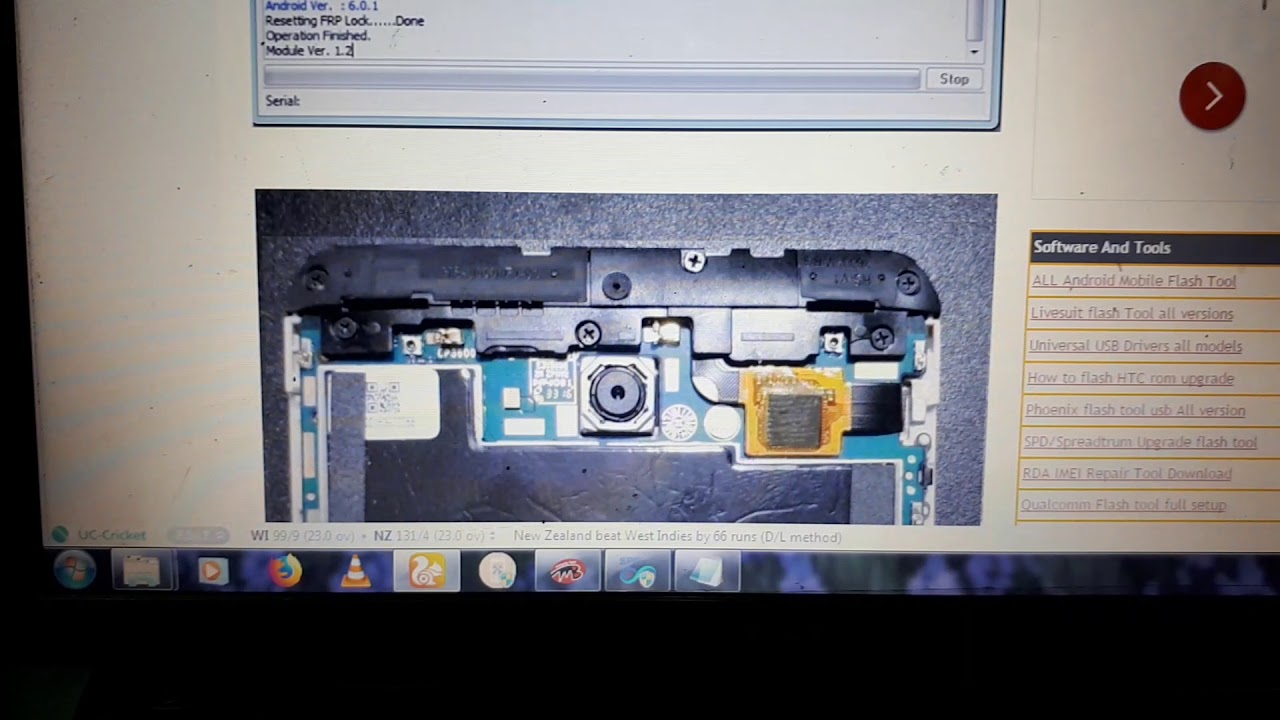 Android Ver. : 6.0.1
Resetting FRP Lock......Done
Operation Finished.
Module Ver. 1.2
Stop
Serial:
Software And Tools
ALL Android Mobile Flash Tool
Livesuit flash Tool all versions
Universal USB Drivers all models
How to flash HTC rom upgrade
Phoenix flash tool usb All version
SPD/Spreadtrum Upgrade flash tool
RDA IMEI Repair Tool Download
Qualcomm Flash tool full setup
UC-Cricket
WI 99/9 (23.0 ov) • NZ 131/4 (23.0 ov)
New Zealand beat West Indies by 66 runs (D/L method)